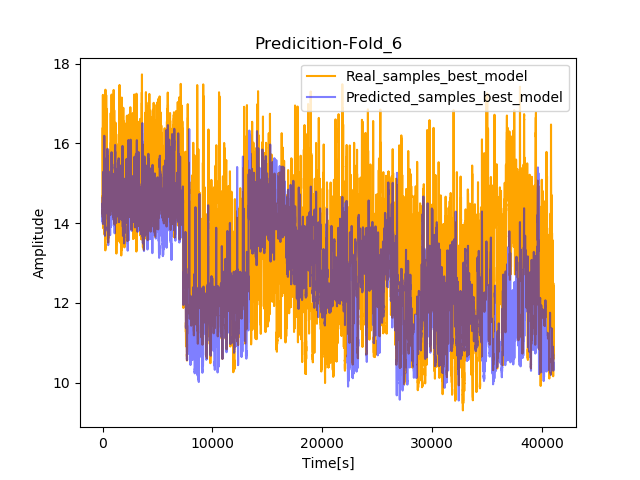 Predicition-Fold_6
Real_samples_best_model
Predicted_samples_best_model
18
16
14
12
10
Amplitude
0
10000
20000
30000
40000
Time[s]